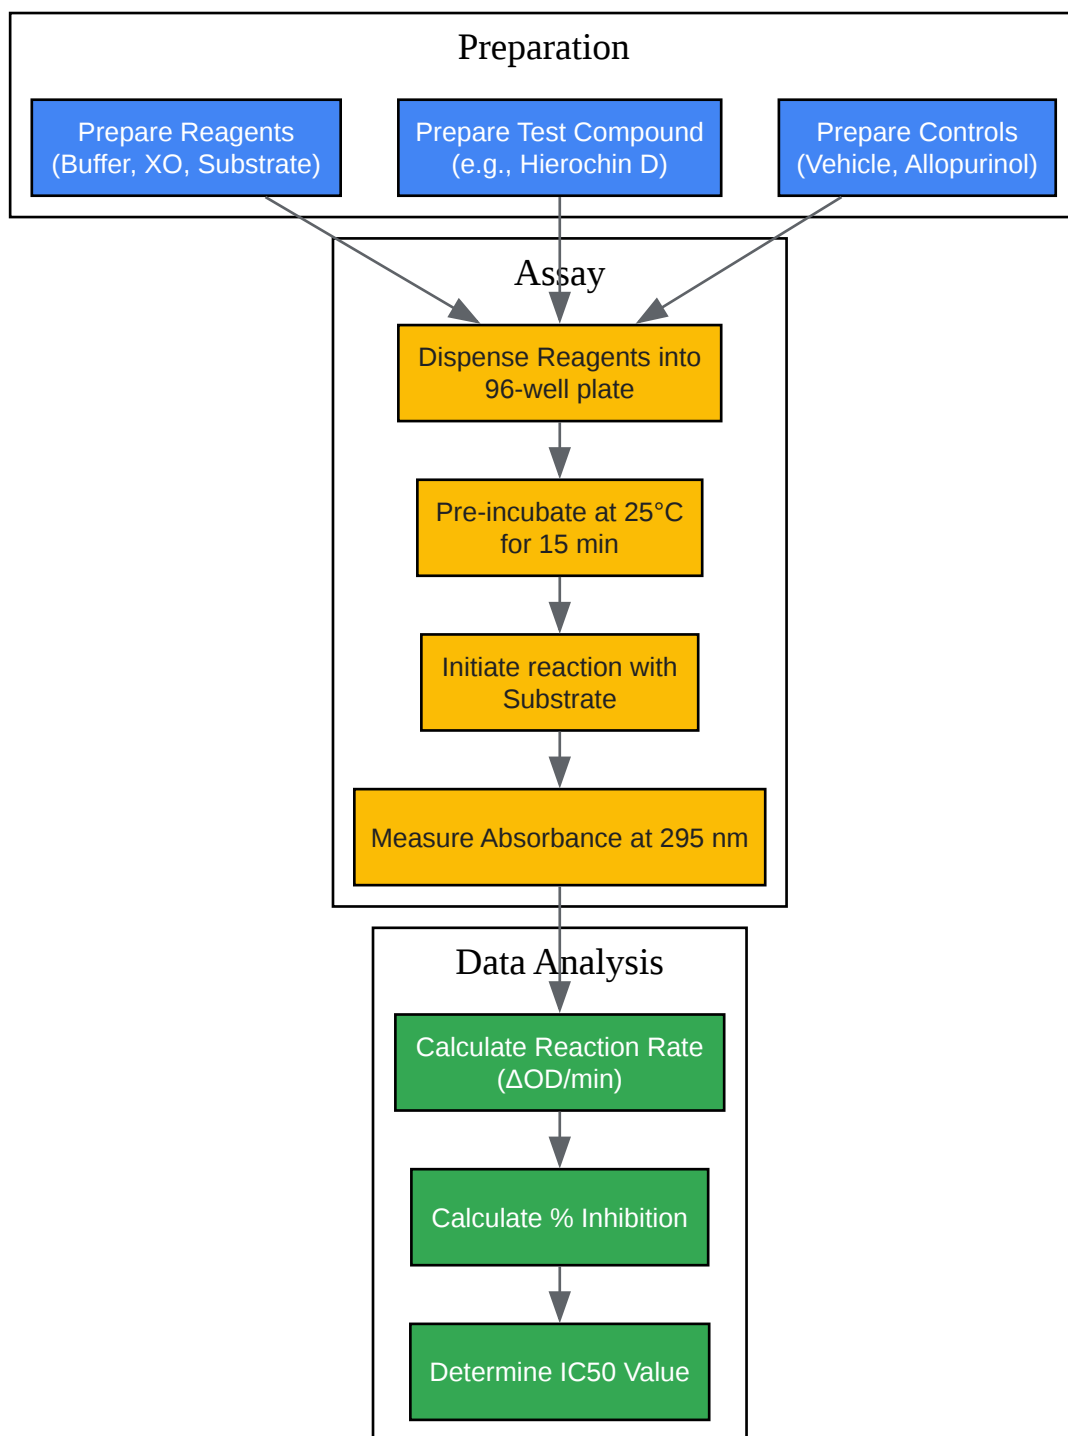 Preparation
Prepare Reagents
(Buffer, XO, Substrate)
Prepare Test Compound
(e.g., Hierochin D)
Prepare Controls
(Vehicle, Allopurinol)
Assay
Dispense Reagents into
96-well plate
Pre-incubate at 25°C
for 15 min
Initiate reaction with
Substrate
Measure Absorbance at 295 nm
Data Analysis
Calculate Reaction Rate
(ΔOD/min)
Calculate % Inhibition
Determine IC50 Value